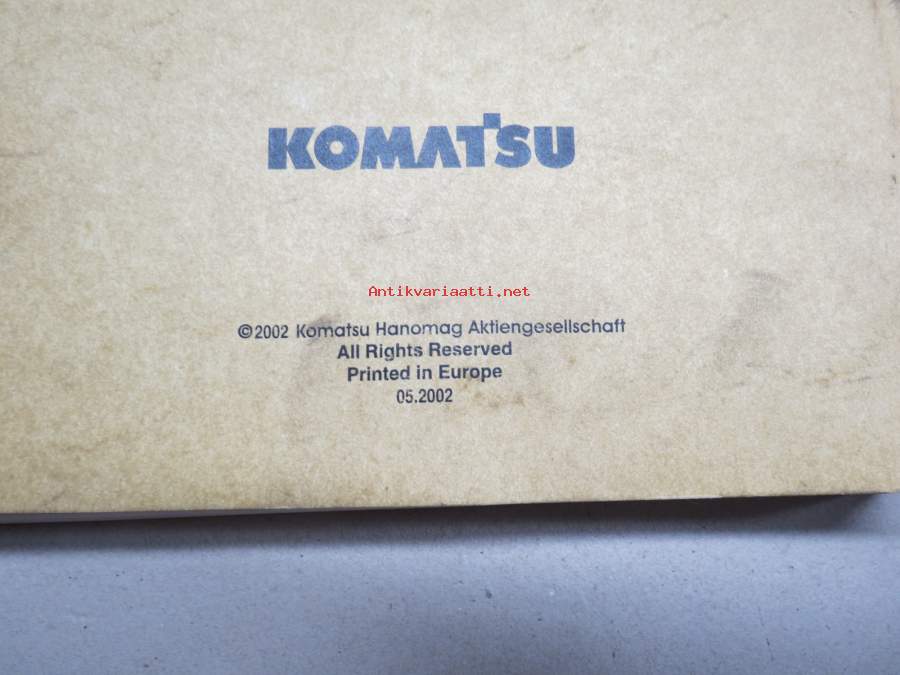 KOMATSU
Antikvariaatti.net
©2002 Komatsu Hanomag Aktiengesellschaft
All Rights Reserved
Printed in Europe
05.2002